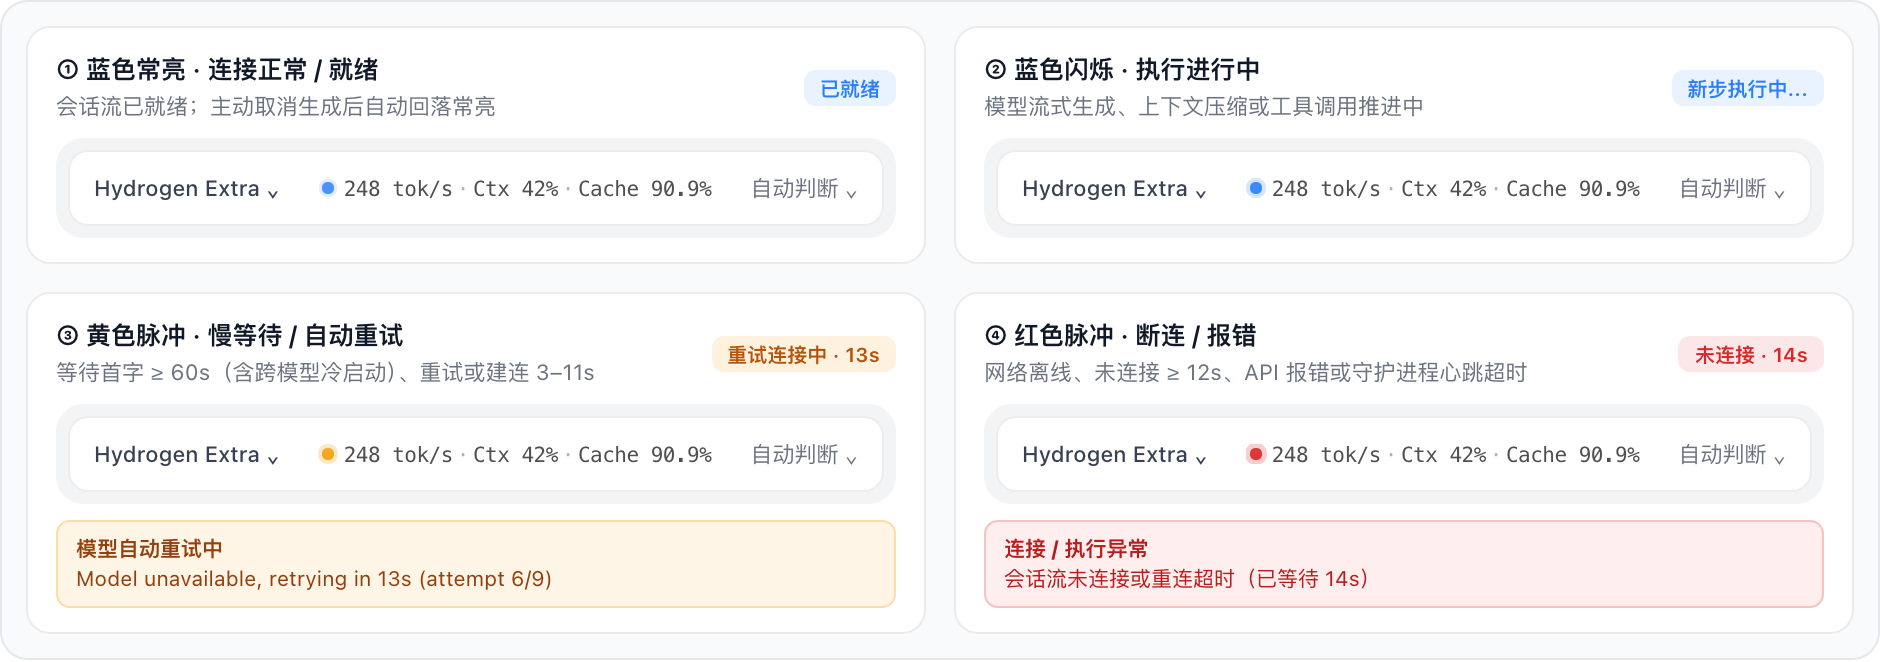 ① 蓝色常亮 · 连接正常 / 就绪
会话流已就绪；主动取消生成后自动回落常亮
已就绪
Hydrogen Extra ⌄ 248 tok/s · Ctx 42% · Cache 90.9% 自动判断 ⌄
② 蓝色闪烁 · 执行进行中
模型流式生成、上下文压缩或工具调用推进中
新步执行中...
Hydrogen Extra ⌄ 248 tok/s · Ctx 42% · Cache 90.9% 自动判断 ⌄
③ 黄色脉冲 · 慢等待 / 自动重试
等待首字 ≥ 60s（含跨模型冷启动）、重试或建连 3–11s
重试连接中 · 13s
Hydrogen Extra ⌄ 248 tok/s · Ctx 42% · Cache 90.9% 自动判断 ⌄
模型自动重试中
Model unavailable, retrying in 13s (attempt 6/9)
④ 红色脉冲 · 断连 / 报错
网络离线、未连接 ≥ 12s、API 报错或守护进程心跳超时
未连接 · 14s
Hydrogen Extra ⌄ 248 tok/s · Ctx 42% · Cache 90.9% 自动判断 ⌄
连接 / 执行异常
会话流未连接或重连超时（已等待 14s）